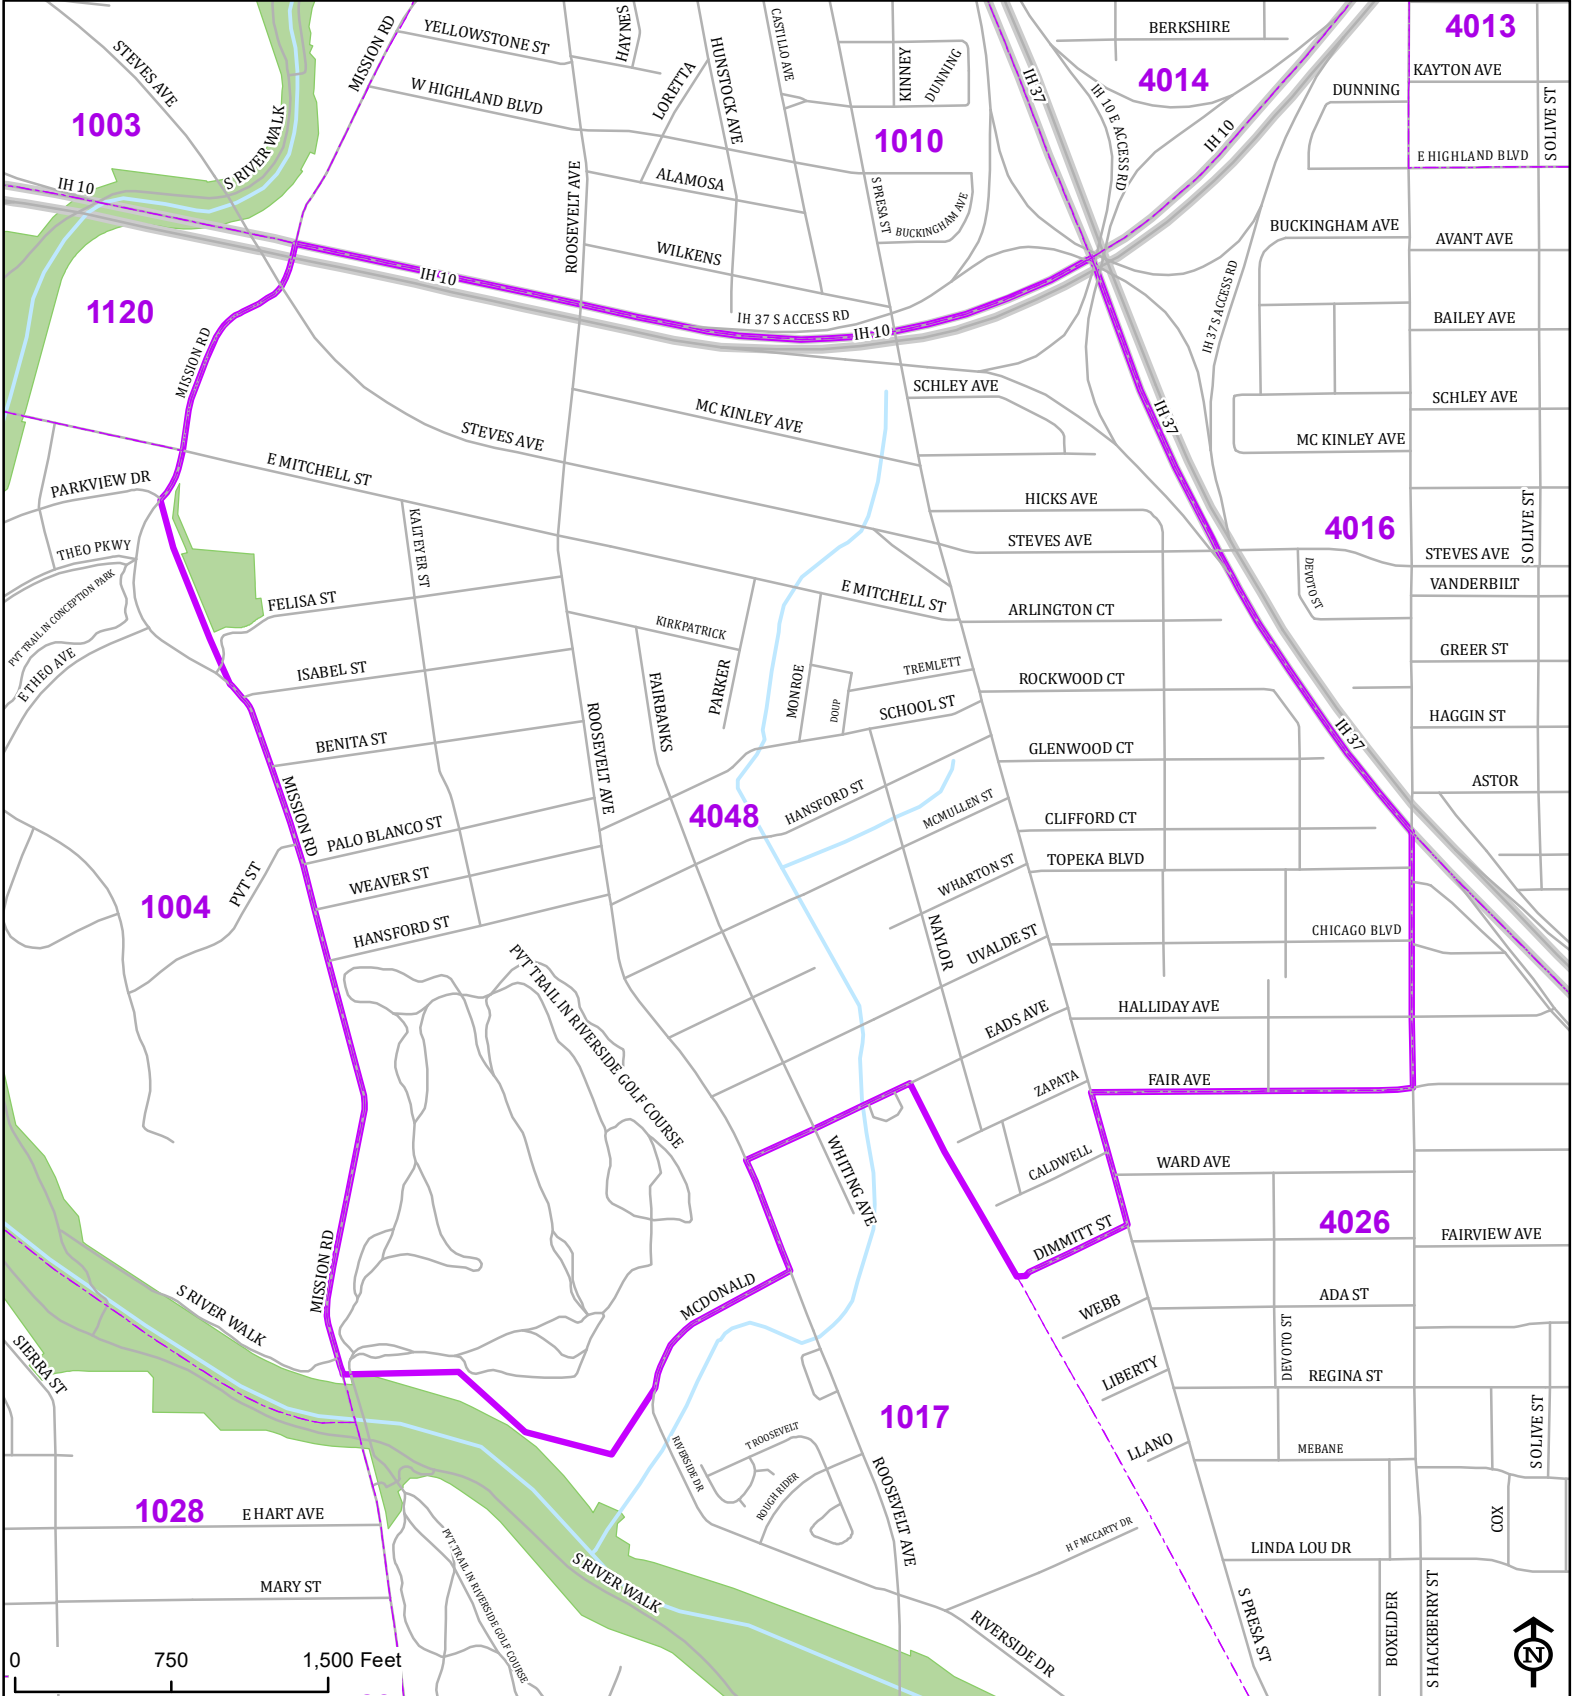 4013
BERKSHIRE
YELLOWSTONE ST
MISSION RD
HAYNES
CASTILLO AVE
STEVES AVE
HUNSTOCK AVE
KINNEY
DUNNING
IH 37
4014
KAYTON AVE
LORETTA
W HIGHLAND BLVD
IH 10 E ACCESS RD
DUNNING
1003
S RIVER WALK
1010
IH 10
S OLIVE ST
E HIGHLAND BLVD
IH 10
ALAMOSA
ROOSEVELT AVE
S PRESA ST
BUCKINGHAM AVE
BUCKINGHAM AVE
AVANT AVE
WILKENS
IH 10
1120
IH 37 S ACCESS RD
IH 10
IH 37 S ACCESS RD
BAILEY AVE
MISSION RD
SCHLEY AVE
SCHLEY AVE
MC KINLEY AVE
IH 37
STEVES AVE
MC KINLEY AVE
E MITCHELL ST
PARKVIEW DR
HICKS AVE
4016
S OLIVE ST
KALTEYER ST
THEO PKWY
STEVES AVE
STEVES AVE
PVT TRAIL IN CONCEPTION PARK
FELISA ST
E MITCHELL ST
ARLINGTON CT
DEVOTO ST
VANDERBILT
KIRKPATRICK
E THEO AVE
ISABEL ST
FAIRBANKS
PARKER
MONROE
DOUP
TREMLETT
ROCKWOOD CT
GREER ST
SCHOOL ST
HAGGIN ST
BENITA ST
ROOSEVELT AVE
GLENWOOD CT
IH 37
ASTOR
MISSION RD
4048
HANSFORD ST
MCMULLEN ST
CLIFFORD CT
PALO BLANCO ST
TOPEKA BLVD
WEAVER ST
WHARTON ST
PVT ST
1004
HANSFORD ST
NAYLOR
UVALDE ST
CHICAGO BLVD
PVT TRAIL IN RIVERSIDE GOLF COURSE
EADS AVE
HALLIDAY AVE
ZAPATA
FAIR AVE
WHITING AVE
CALDWELL
WARD AVE
4026
DIMMITT ST
FAIRVIEW AVE
MISSION RD
S RIVER WALK
MCDONALD
WEBB
ADA ST
SIERRA ST
LIBERTY
DEVOTO ST
REGINA ST
1017
S OLIVE ST
T ROOSEVELT
RIVERSIDE DR
LLANO
MEBANE
ROUGH RIDER
ROOSEVELT AVE
1028
E HART AVE
COX
H F MCCARTY DR
PVT TRAIL IN RIVERSIDE GOLF COURSE
LINDA LOU DR
S RIVER WALK
MARY ST
S PRESA ST
BOXELDER
S HACKBERRY ST
RIVERSIDE DR
N
0 750 1,500 Feet